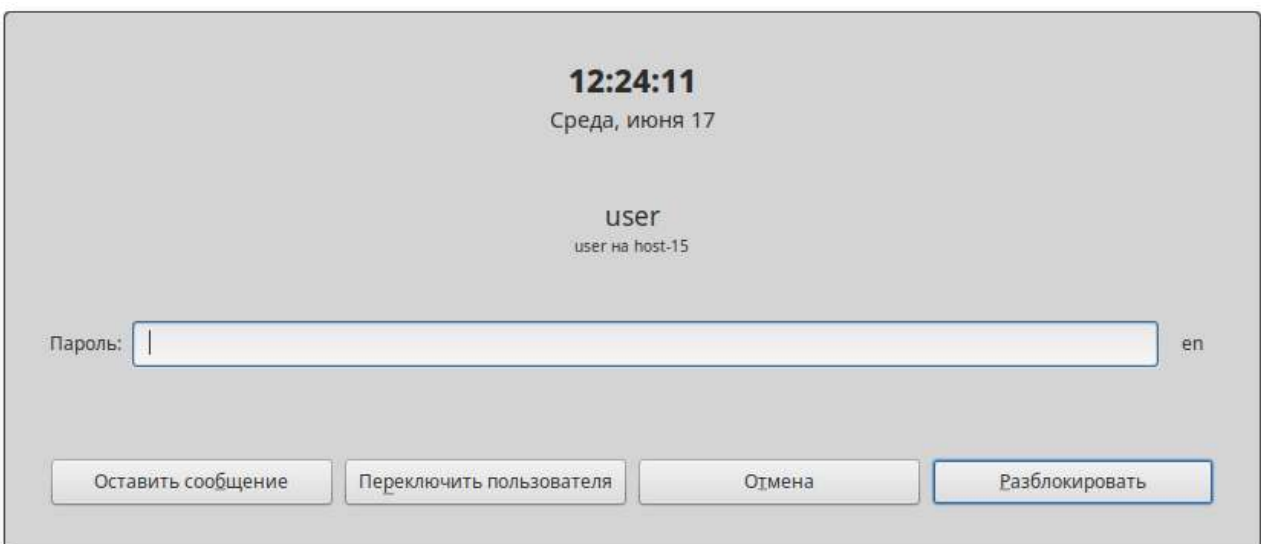 12:24:11
Среда, июня 17
user
user на host-15
Пароль:
en
Оставить сообщение
Переключить пользователя
Отмена
Разблокировать